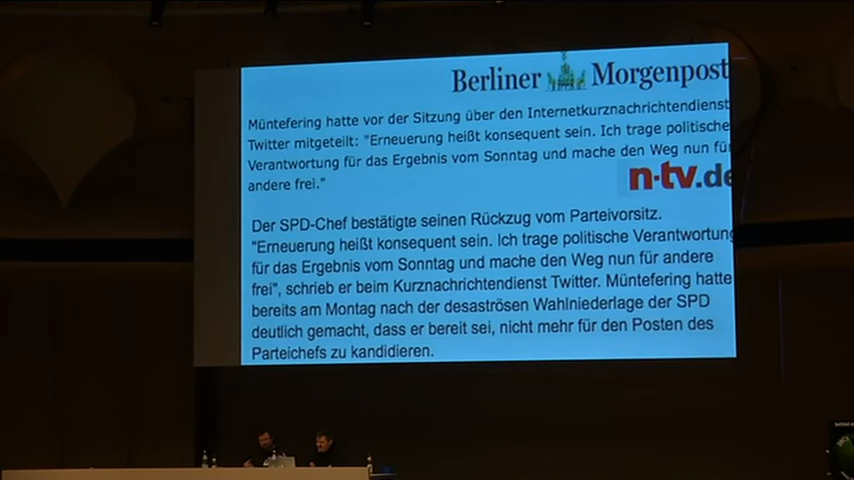 Berliner Morgenpost
Müntefering hatte vor der Sitzung über den Internetkurznachrichtendienst
Twitter mitgeteilt: "Erneuerung heißt konsequent sein. Ich trage politische
Verantwortung für das Ergebnis vom Sonntag und mache den Weg nun für
andere frei."
n-tv.de
Der SPD-Chef bestätigte seinen Rückzug vom Parteivorsitz.
"Erneuerung heißt konsequent sein. Ich trage politische Verantwortung
für das Ergebnis vom Sonntag und mache den Weg nun für andere
frei", schrieb er beim Kurznachrichtendienst Twitter. Müntefering hatte
bereits am Montag nach der desaströsen Wahlniederlage der SPD
deutlich gemacht, dass er bereit sei, nicht mehr für den Posten des
Parteichefs zu kandidieren.